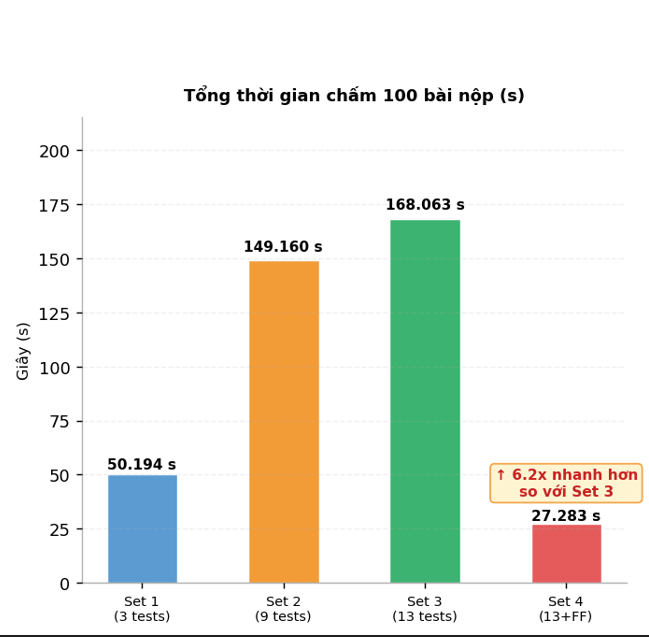 Tổng thời gian chấm 100 bài nộp (s)
200
175
150
125
100
75
50
25
0
Giây (s)
50.194 s
149.160 s
168.063 s
↑ 6.2x nhanh hơn
so với Set 3
27.283 s
Set 1
(3 tests)
Set 2
(9 tests)
Set 3
(13 tests)
Set 4
(13+FF)